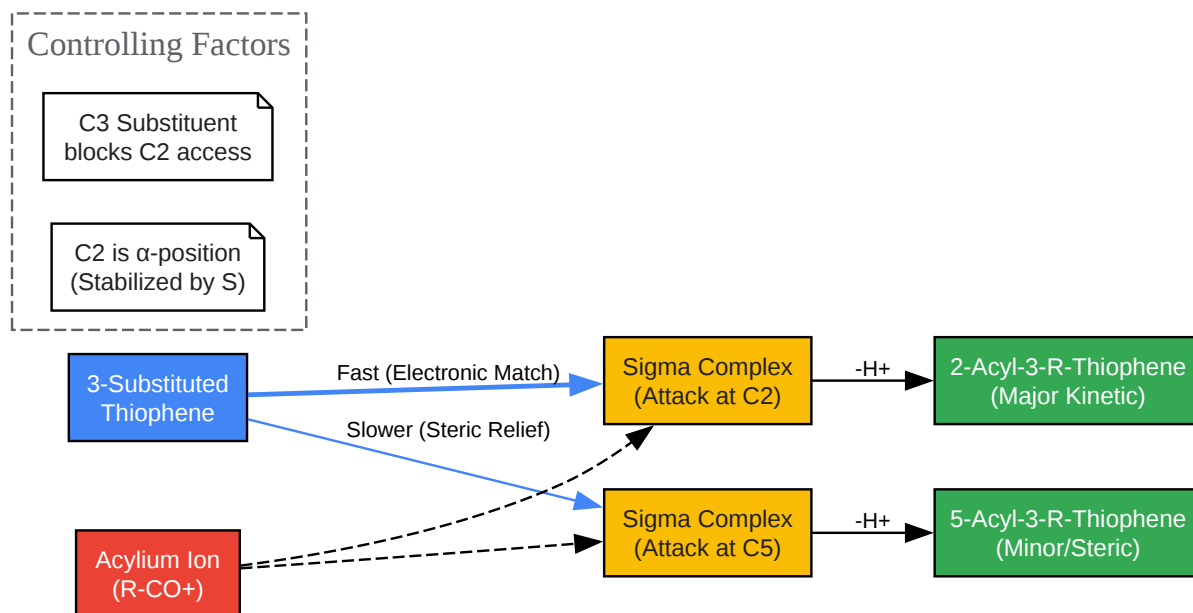 Controlling Factors
C3 Substituent
blocks C2 access
C2 is α-position
(Stabilized by S)
3-Substituted
Thiophene
Fast (Electronic Match)
Slower (Steric Relief)
Sigma Complex
(Attack at C2)
-H+
2-Acyl-3-R-Thiophene
(Major Kinetic)
Acylium Ion
(R-CO+)
Sigma Complex
(Attack at C5)
-H+
5-Acyl-3-R-Thiophene
(Minor/Steric)